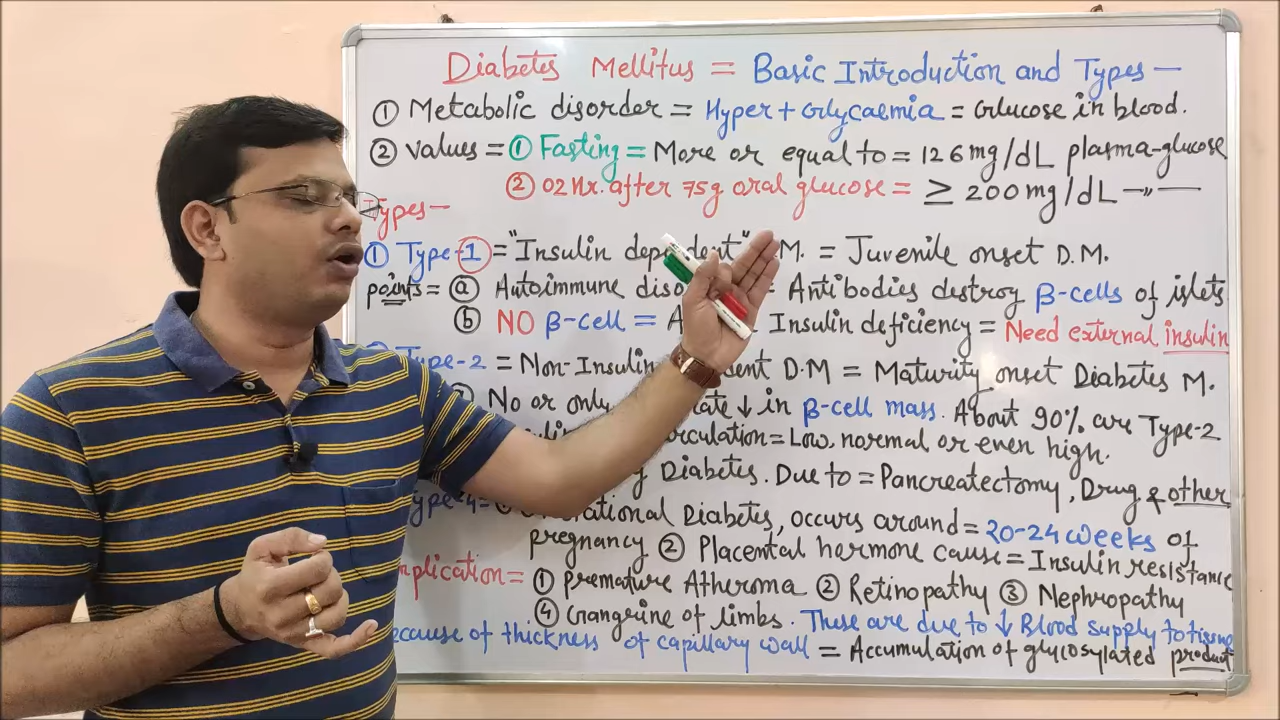 Diabetes Mellitus = Basic Introduction and Types —
① Metabolic disorder = Hyper + Glycaemia = Glucose in blood.
② values = ① Fasting = More or equal to = 126 mg/dL plasma-glucose
② 02 Hr. after 75g oral glucose = ≥ 200 mg/dL —〃—
Types —
① Type-1 = "Insulin dependent" M. = Juvenile onset D.M.
points = ⓐ Autoimmune = Antibodies destroy β-cells of islets
ⓑ NO β-cell = Insulin deficiency = Need external insulin
Type-2 = Non-Insulin D.M = Maturity onset Diabetes M.
No or only ↓ in β-cell mass. About 90% are Type-2
= Low, normal or even high.
Diabetes. Due to = Pancreatectomy, Drug & other
Type-4 = Diabetes, occurs around = 20-24 weeks of
pregnancy ② Placental hormone cause = Insulin resistance
① Premature Atheroma ② Retinopathy ③ Nephropathy
④ Gangrine of limbs. These are due to ↓ Blood supply to tissue
because of thickness of capillary wall = Accumulation of glycosylated product